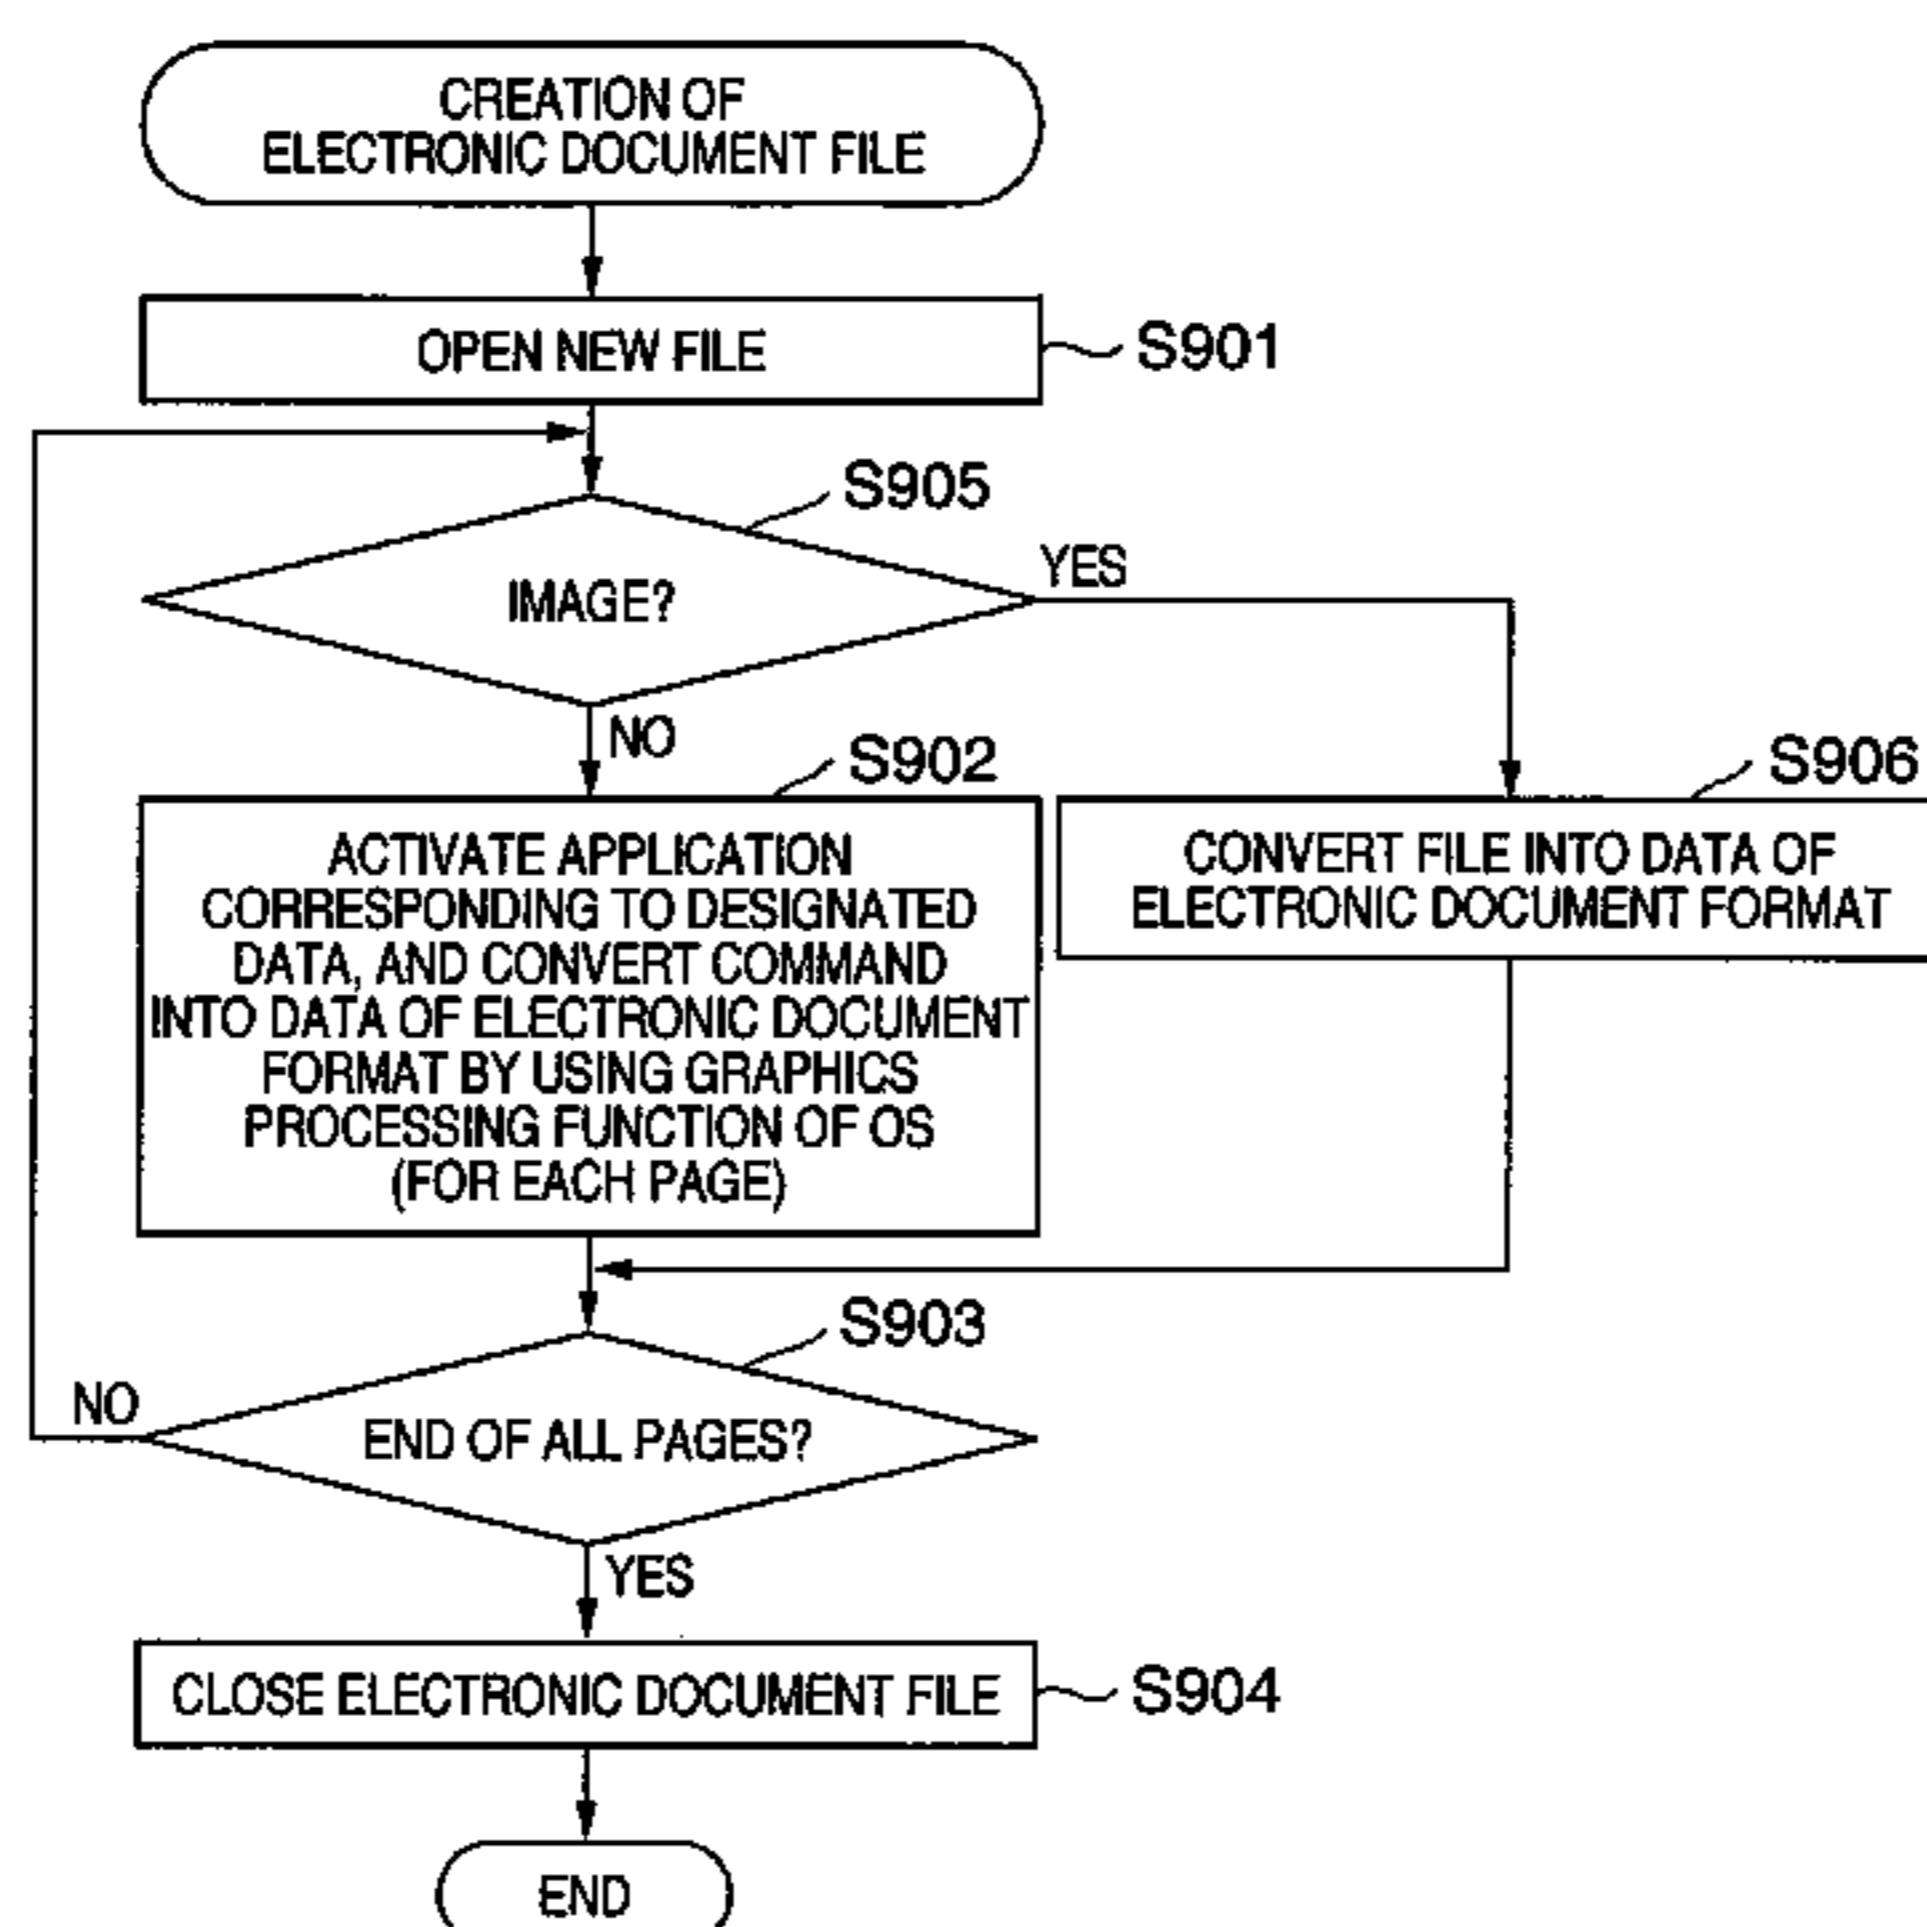 CREATION OF
ELECTRONIC DOCUMENT FILE
OPEN NEW FILE
S901
S905
IMAGE?
YES
NO
S902
ACTIVATE APPLICATION
CORRESPONDING TO DESIGNATED
DATA, AND CONVERT COMMAND
INTO DATA OF ELECTRONIC DOCUMENT
FORMAT BY USING GRAPHICS
PROCESSING FUNCTION OF OS
(FOR EACH PAGE)
S906
CONVERT FILE INTO DATA OF
ELECTRONIC DOCUMENT FORMAT
S903
NO
END OF ALL PAGES?
YES
CLOSE ELECTRONIC DOCUMENT FILE
S904
END